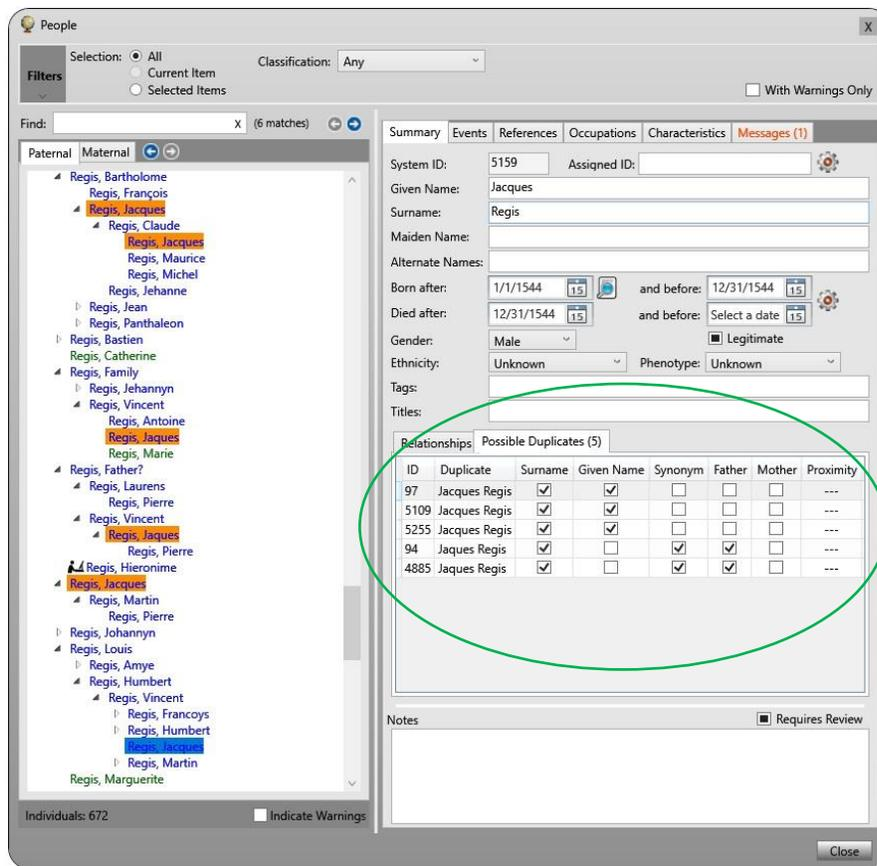 People
X
Filters
Selection:
All
Current Item
Selected Items
Classification: Any
With Warnings Only
Find:
X
(6 matches)
Paternal
Maternal
Regis, Bartholome
Regis, François
Regis, Jacques
Regis, Claude
Regis, Jacques
Regis, Maurice
Regis, Michel
Regis, Jehanne
Regis, Jean
Regis, Panthaleon
Regis, Bastien
Regis, Catherine
Regis, Family
Regis, Jehannyn
Regis, Vincent
Regis, Antoine
Regis, Jaques
Regis, Marie
Regis, Father?
Regis, Laurens
Regis, Pierre
Regis, Vincent
Regis, Jaques
Regis, Pierre
Regis, Hieronime
Regis, Jacques
Regis, Martin
Regis, Pierre
Regis, Johannyn
Regis, Louis
Regis, Amye
Regis, Humbert
Regis, Vincent
Regis, Francoys
Regis, Humbert
Regis, Jacques
Regis, Martin
Regis, Marguerite
Individuals: 672
Indicate Warnings
Summary Events References Occupations Characteristics Messages (1)
System ID: 5159 Assigned ID:
Given Name: Jacques
Surname: Regis
Maiden Name:
Alternate Names:
Born after: 1/1/1544 15 and before: 12/31/1544 15
Died after: 12/31/1544 15 and before: Select a date 15
Gender: Male Legitimate
Ethnicity: Unknown Phenotype: Unknown
Tags:
Titles:
Relationships Possible Duplicates (5)
ID Duplicate Surname Given Name Synonym Father Mother Proximity
97 Jacques Regis ---
5109 Jacques Regis ---
5255 Jacques Regis ---
94 Jaques Regis ---
4885 Jaques Regis ---
Notes
Requires Review
Close